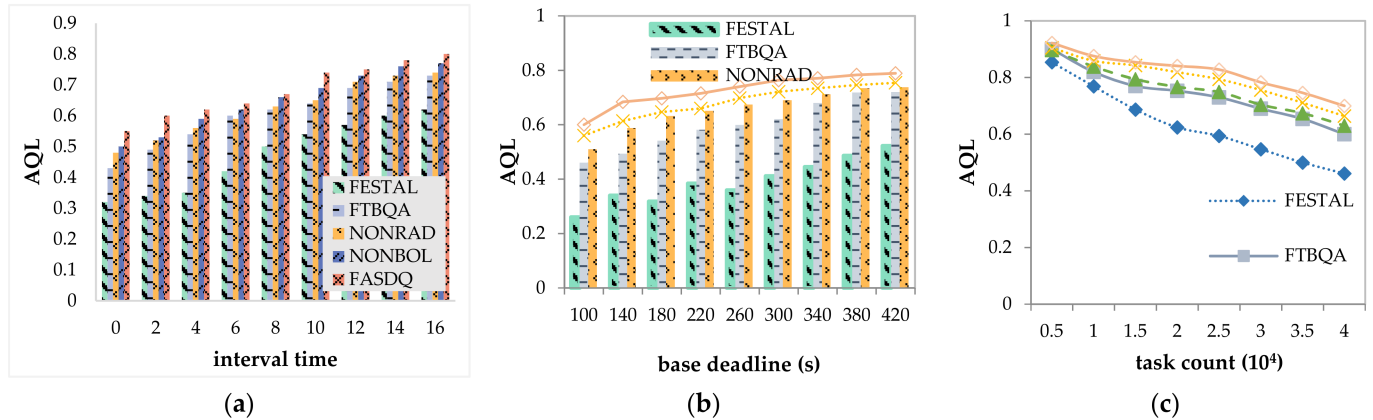 0.9
0.8
0.7
0.6
0.5
0.4
0.3
0.2
0.1
0
AQL
FESTAL
FTBQA
NONRAD
NONBOL
FASDQ
0 2 4 6 8 10 12 14 16
interval time
(a)
1
0.8
0.6
0.4
0.2
0
AQL
FESTAL
FTBQA
NONRAD
100 140 180 220 260 300 340 380 420
base deadline (s)
(b)
1
0.8
0.6
0.4
0.2
0
AQL
FESTAL
FTBQA
0.5 1 1.5 2 2.5 3 3.5 4
task count (10⁴)
(c)